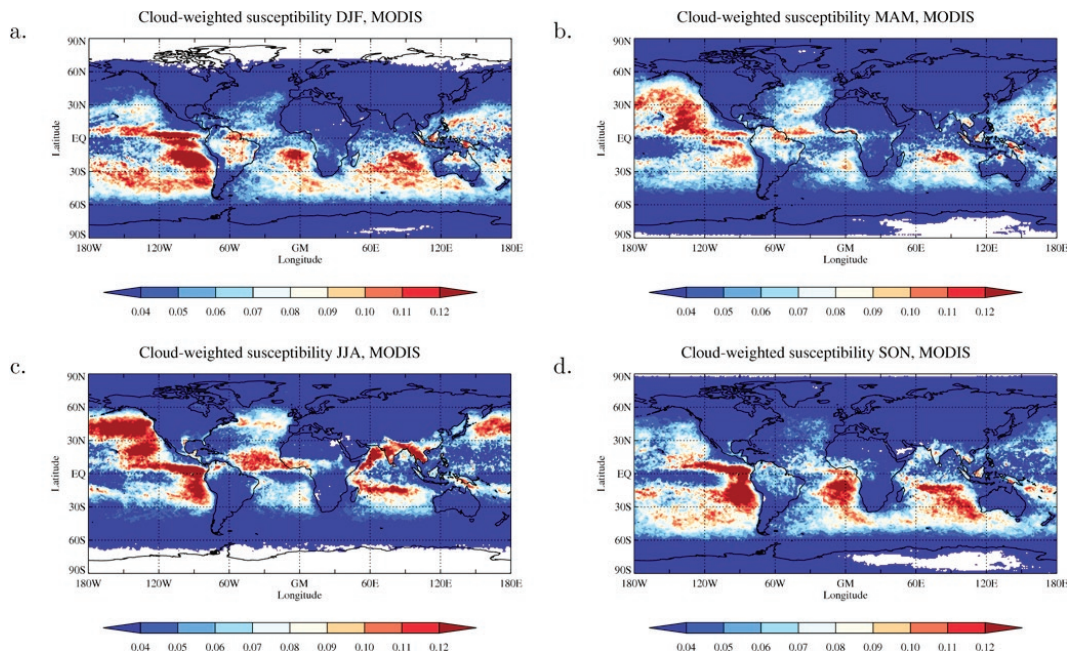 a.
Cloud-weighted susceptibility DJF, MODIS
90N
60N
30N
EQ
30S
60S
90S
Latitude
180W 120W 60W GM 60E 120E 180E
Longitude
0.04 0.05 0.06 0.07 0.08 0.09 0.10 0.11 0.12
b.
Cloud-weighted susceptibility MAM, MODIS
90N
60N
30N
EQ
30S
60S
90S
Latitude
180W 120W 60W GM 60E 120E 180E
Longitude
0.04 0.05 0.06 0.07 0.08 0.09 0.10 0.11 0.12
c.
Cloud-weighted susceptibility JJA, MODIS
90N
60N
30N
EQ
30S
60S
90S
Latitude
180W 120W 60W GM 60E 120E 180E
Longitude
0.04 0.05 0.06 0.07 0.08 0.09 0.10 0.11 0.12
d.
Cloud-weighted susceptibility SON, MODIS
90N
60N
30N
EQ
30S
60S
90S
Latitude
180W 120W 60W GM 60E 120E 180E
Longitude
0.04 0.05 0.06 0.07 0.08 0.09 0.10 0.11 0.12